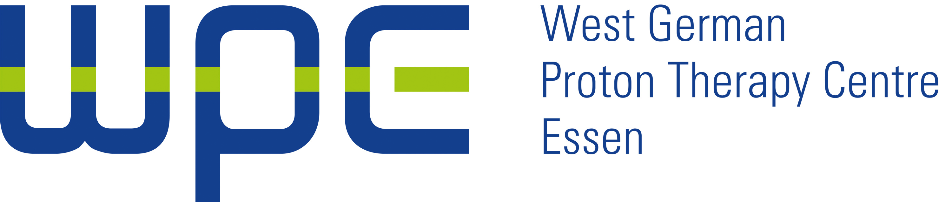 wpe
West German
Proton Therapy Centre
Essen